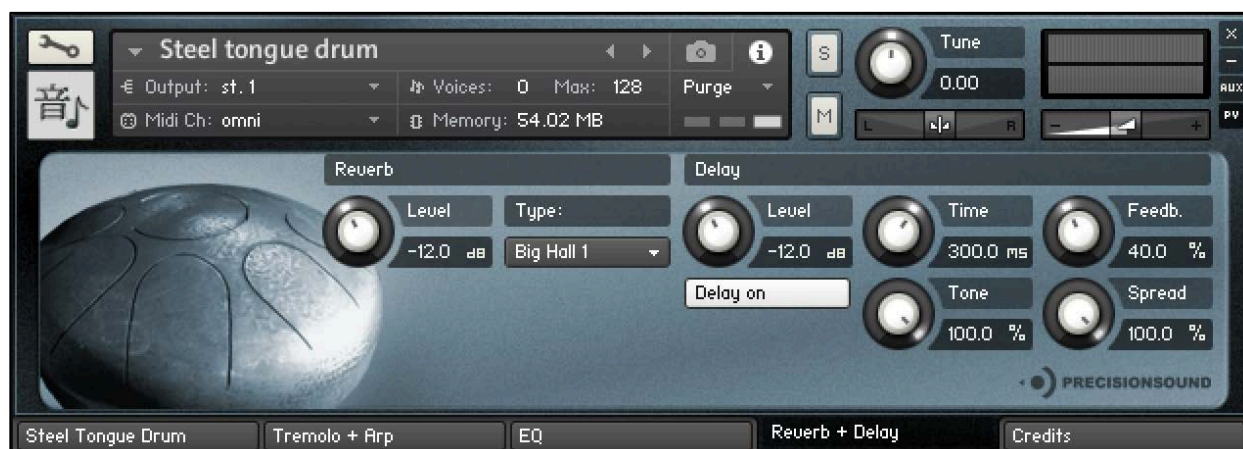 Steel tongue drum
Output: st. 1
Voices: 0 Max: 128
Purge
Midi Ch: omni
Memory: 54.02 MB
音
S
M
Tune
0.00
L
R
-
+
×
-
AUX
PV
Reverb
Level
-12.0 dB
Type:
Big Hall 1
Delay
Level
-12.0 dB
Delay on
Time
300.0 ms
Feedb.
40.0 %
Tone
100.0 %
Spread
100.0 %
PRECISIONSOUND
Steel Tongue Drum
Tremolo + Arp
EQ
Reverb + Delay
Credits